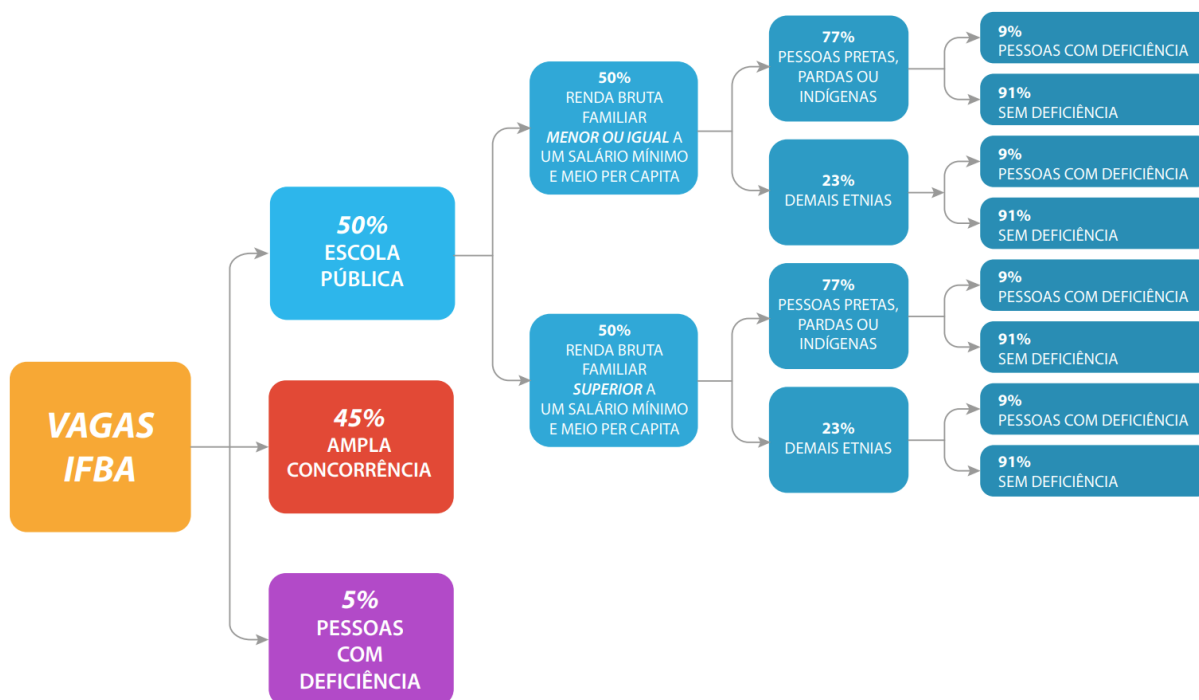 VAGAS
IFBA
50%
ESCOLA
PÚBLICA
45%
AMPLA
CONCORRÊNCIA
5%
PESSOAS
COM
DEFICIÊNCIA
50%
RENDA BRUTA
FAMILIAR
MENOR OU IGUAL A
UM SALÁRIO MÍNIMO
E MEIO PER CAPITA
50%
RENDA BRUTA
FAMILIAR
SUPERIOR A
UM SALÁRIO MÍNIMO
E MEIO PER CAPITA
77%
PESSOAS PRETAS,
PARDAS OU
INDÍGENAS
23%
DEMAIS ETNIAS
77%
PESSOAS PRETAS,
PARDAS OU
INDÍGENAS
23%
DEMAIS ETNIAS
9%
PESSOAS COM DEFICIÊNCIA
91%
SEM DEFICIÊNCIA
9%
PESSOAS COM DEFICIÊNCIA
91%
SEM DEFICIÊNCIA
9%
PESSOAS COM DEFICIÊNCIA
91%
SEM DEFICIÊNCIA
9%
PESSOAS COM DEFICIÊNCIA
91%
SEM DEFICIÊNCIA